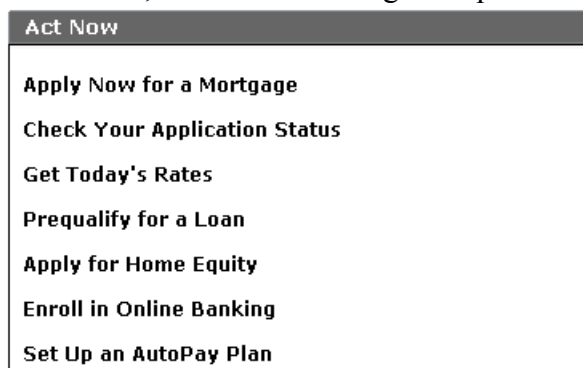 Act Now
Apply Now for a Mortgage
Check Your Application Status
Get Today's Rates
Prequalify for a Loan
Apply for Home Equity
Enroll in Online Banking
Set Up an AutoPay Plan